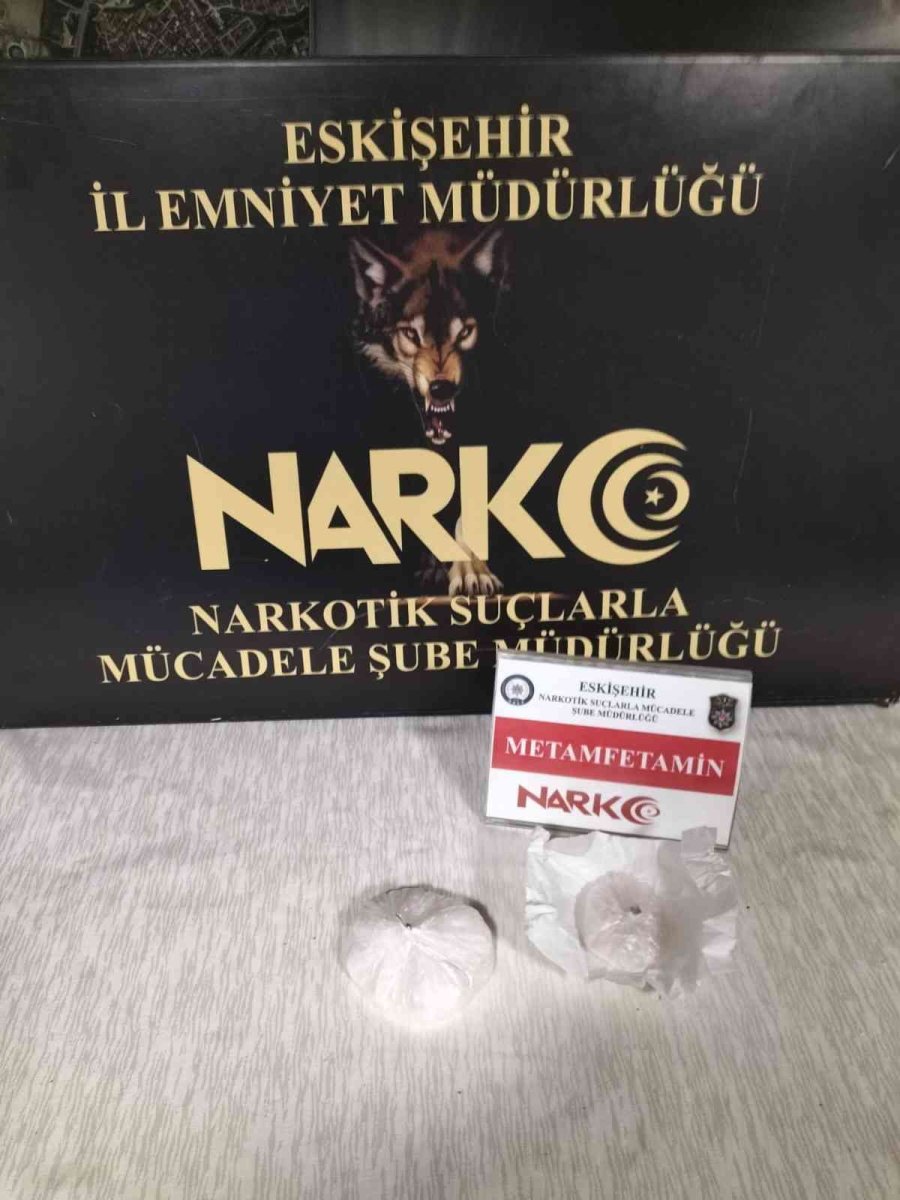 ESKİŞEHİR
İL EMNİYET MÜDÜRLÜĞÜ
NARKO
NARKOTİK SUÇLARLA
MÜCADELE ŞUBE MÜDÜRLÜĞÜ
ESKİŞEHİR
NARKOTİK SUÇLARLA MÜCADELE
ŞUBE MÜDÜRLÜĞÜ
METAMFETAMİN
NARKO